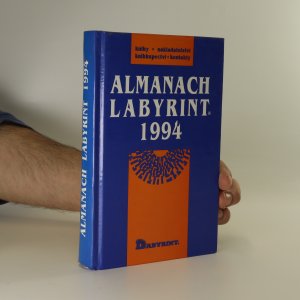 knihy • nakladatelství
knihkupectví • kontakty
ALMANACH
LABYRINT
1994
LABYRINT
ALMANACH LABYRINT 1994